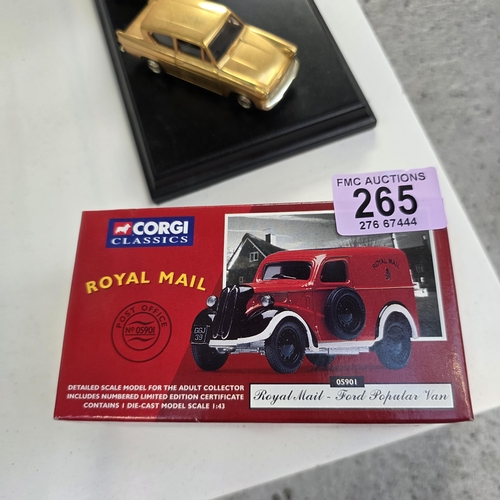 FMC AUCTIONS
265
276 67444
CORGI
CLASSICS
ROYAL MAIL
POST OFFICE
No 05901
ROYAL MAIL
GGJ
39
DETAILED SCALE MODEL FOR THE ADULT COLLECTOR
INCLUDES NUMBERED LIMITED EDITION CERTIFICATE
CONTAINS 1 DIE-CAST MODEL SCALE 1:43
05901
Royal Mail - Ford Popular Van